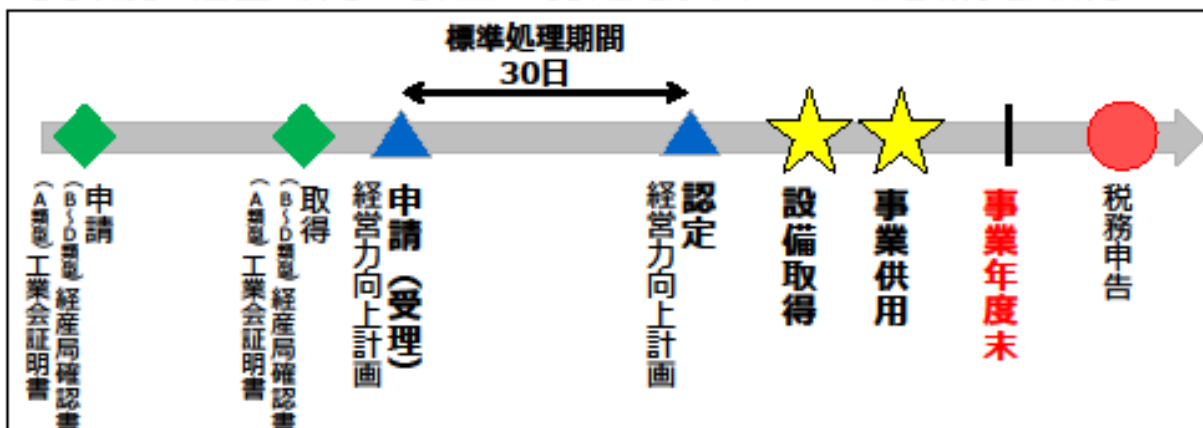 標準処理期間
30日
申請
（B～D類型）経産局確認書
（A類型）工業会証明書
取得
（B～D類型）経産局確認書
（A類型）工業会証明書
申請（受理）
経営力向上計画
認定
経営力向上計画
設備取得
事業供用
事業年度末
税務申告